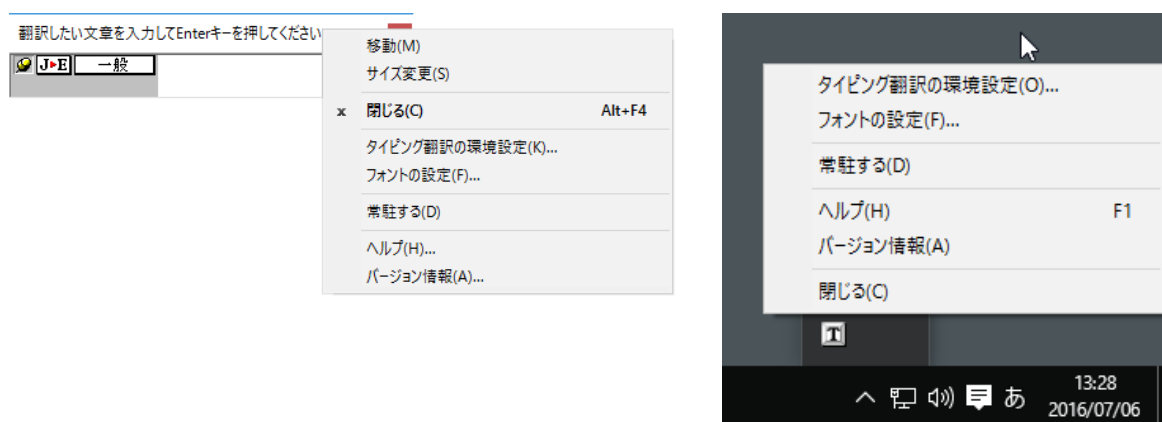 翻訳したい文章を入力してEnterキーを押してください
J▶E 一般
移動(M)
サイズ変更(S)
x 閉じる(C) Alt+F4
タイピング翻訳の環境設定(K)...
フォントの設定(F)...
常駐する(D)
ヘルプ(H)...
バージョン情報(A)...
タイピング翻訳の環境設定(O)...
フォントの設定(F)...
常駐する(D)
ヘルプ(H) F1
バージョン情報(A)
閉じる(C)
T
あ 13:28
2016/07/06